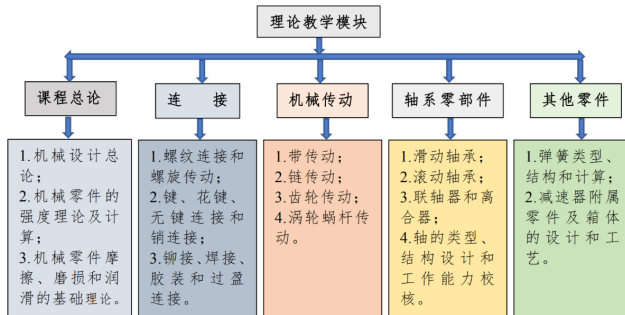 理论教学模块
课程总论
连 接
机械传动
轴系零部件
其他零件
1.机械设计总
论;
2.机械零件的
强度理论及计
算;
3.机械零件摩
擦、磨损和润
滑的基础理论。
1.螺纹连接和
螺旋传动;
2.键、花键、
无键连接和
销连接;
3.铆接、焊接、
胶装和过盈
连接。
1.带传动;
2.链传动;
3.齿轮传动;
4.涡轮蜗杆传
动。
1.滑动轴承;
2.滚动轴承;
3.联轴器和离
合器;
4.轴的类型、
结构设计和
工作能力校
核。
1.弹簧类型、
结构和计算;
2.减速器附属
零件及箱体
的设计和工
艺。